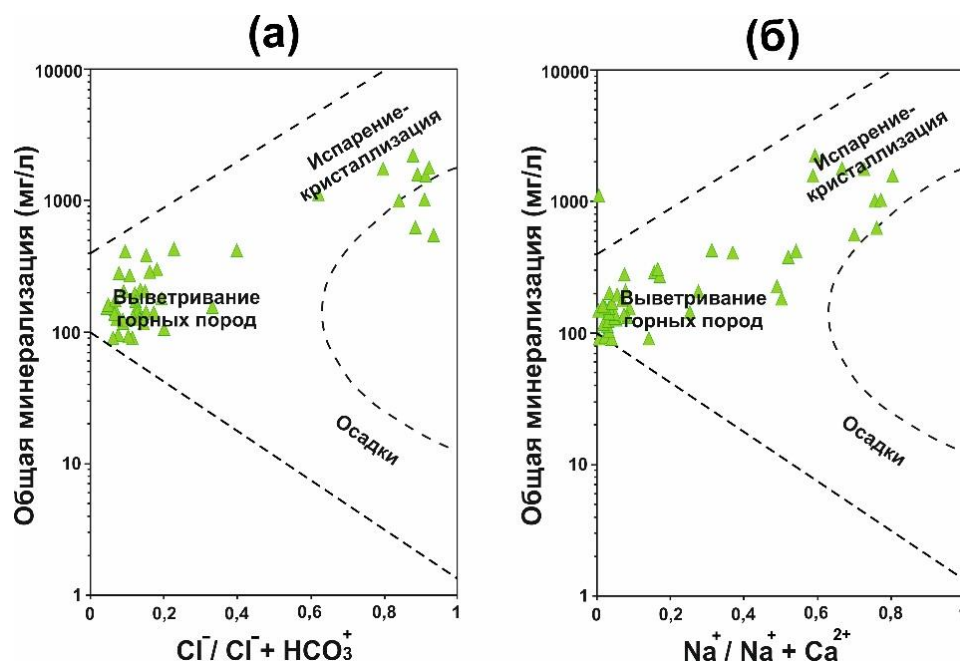 (а)
Общая минерализация (мг/л)
10000
1000
100
10
1
Испарение-
кристаллизация
Выветривание
горных пород
Осадки
0
0,2
0,4
0,6
0,8
1
Cl⁻/ Cl⁻+ HCO₃⁺
(б)
Общая минерализация (мг/л)
10000
1000
100
10
1
Испарение-
кристаллизация
Выветривание
горных пород
Осадки
0
0,2
0,4
0,6
0,8
1
Na⁺/ Na⁺ + Ca²⁺